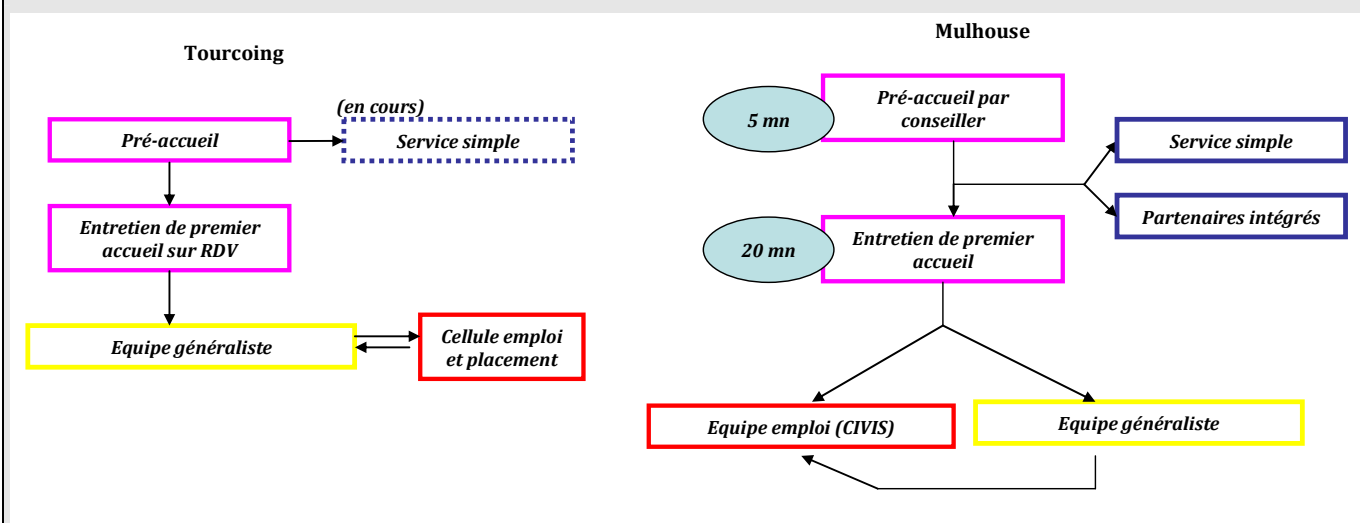 Tourcoing
(en cours)
Pré-accueil
Service simple
Entretien de premier
accueil sur RDV
Equipe généraliste
Cellule emploi
et placement
Mulhouse
5 mn
Pré-accueil par
conseiller
Service simple
Partenaires intégrés
20 mn
Entretien de premier
accueil
Equipe emploi (CIVIS)
Equipe généraliste